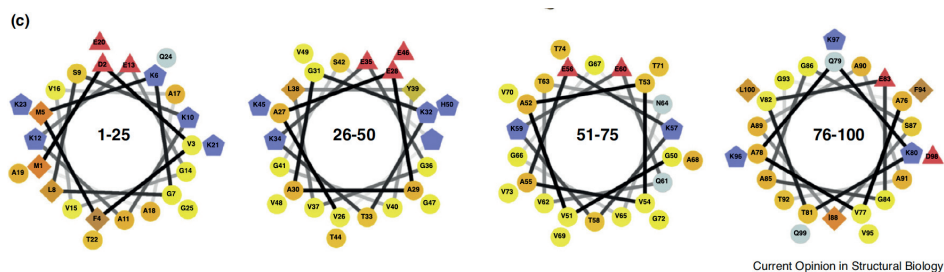 (c)
E20
D2
E13
Q24
S9
K6
V16
A17
K23
M5
K10
K12
1-25
V3
K21
M1
G14
A19
L8
G7
V15
A18
G25
F4
A11
T22
V49
S42
E35
E46
G31
E28
L38
Y39
K45
A27
K32
H50
K34
26-50
G41
G36
A30
A29
V48
V37
V26
T33
V40
G47
T44
T74
E56
G67
E60
T71
T63
T53
V70
A52
N64
K59
K57
51-75
G66
G50
A68
A55
Q61
V73
V62
V54
V51
T58
V65
G72
V69
K97
G86
Q79
A90
G93
E83
L100
V82
A76
F94
A89
S87
K96
A78
76-100
K80
D98
A85
A91
T92
G84
T81
I88
V77
Q99
V95
Current Opinion in Structural Biology